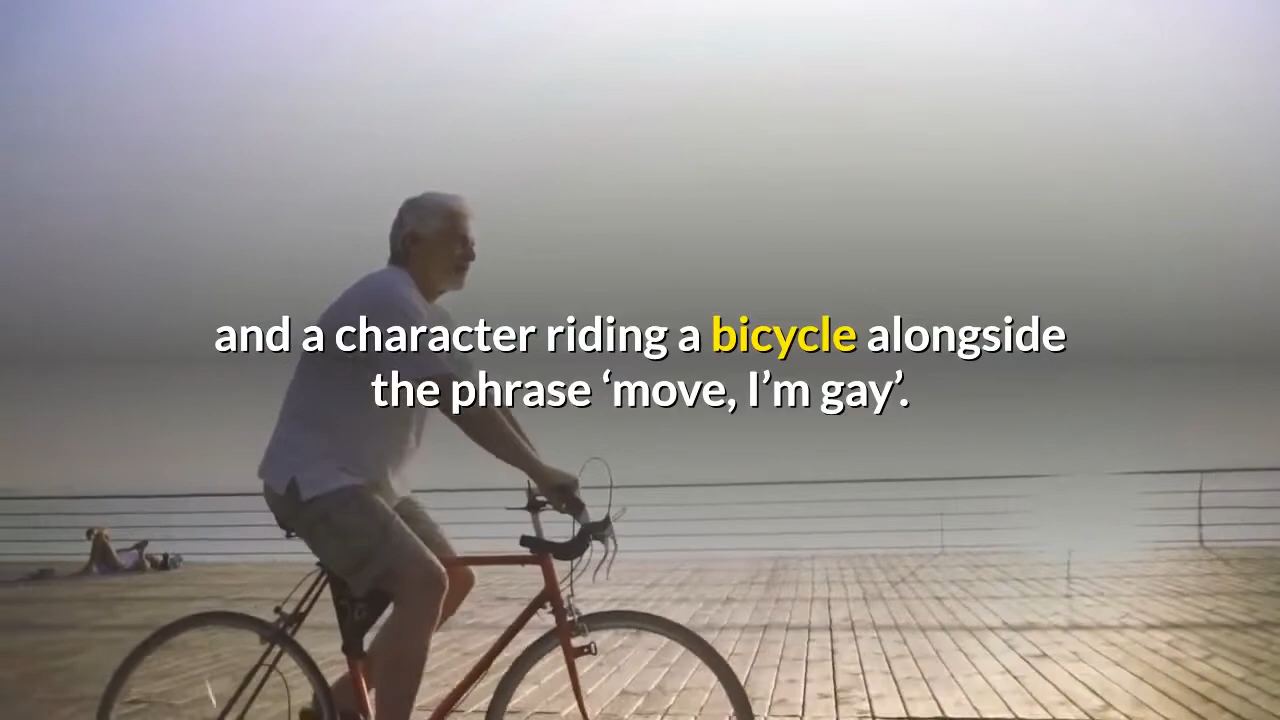 and a character riding a bicycle alongside
the phrase ‘move, I’m gay’.